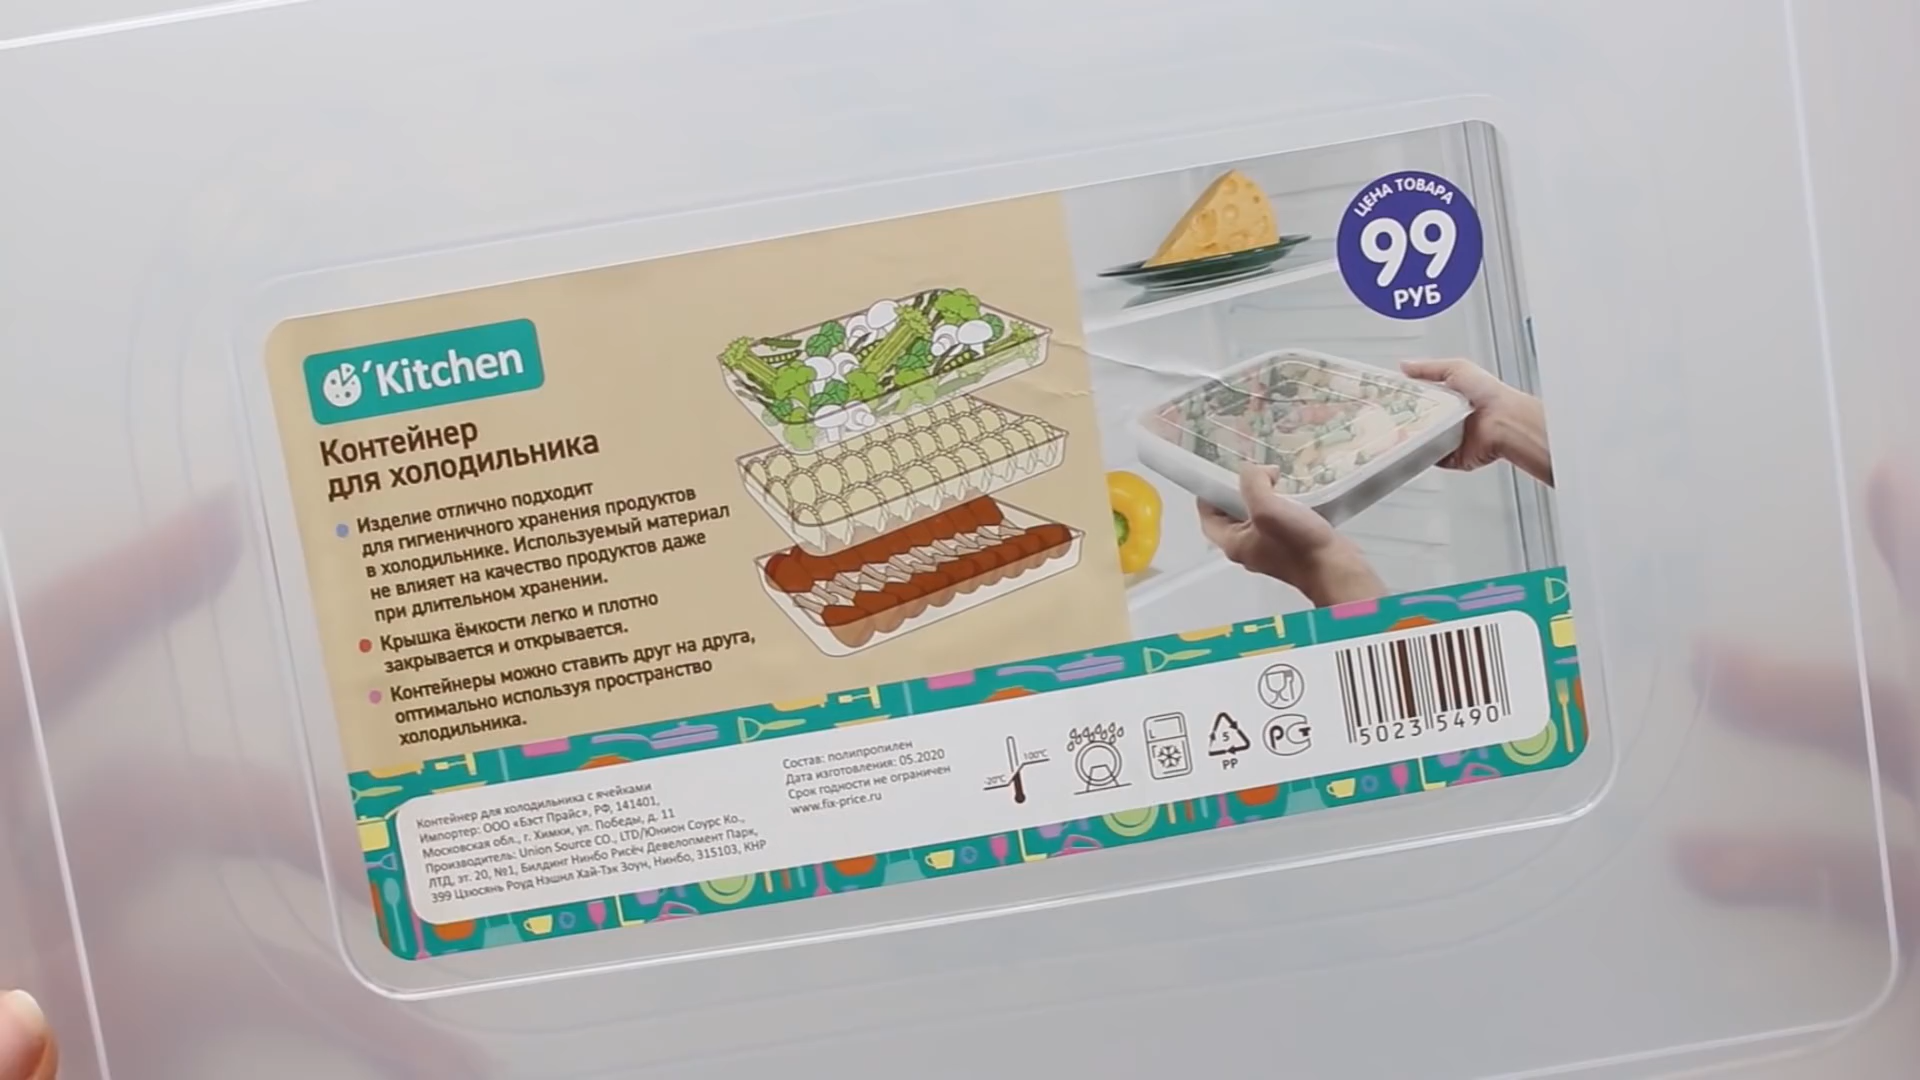 ЦЕНА ТОВАРА
99
РУБ
'Kitchen
Контейнер
для холодильника
Изделие отлично подходит
для гигиеничного хранения продуктов
в холодильнике. Используемый материал
не влияет на качество продуктов даже
при длительном хранении.
Крышка ёмкости легко и плотно
закрывается и открывается.
Контейнеры можно ставить друг на друга,
оптимально используя пространство
холодильника.
Контейнер для холодильника с ячейками
Импортер: ООО «Бэст Прайс», РФ, 141401,
Московская обл., г. Химки, ул. Победы, д. 11
Производитель: Union Source CO., LTD/Юнион Соурс Ко.,
ЛТД, эт. 20, №1, Билдинг Нинбо Рисёч Девелопмент Парк,
399 Цзюсянь Роуд Нэшнл Хай-Тэк Зоун, Нинбо, 315103, КНР
Состав: полипропилен
Дата изготовления: 05.2020
Срок годности не ограничен
www.fix-price.ru
-20°C
100°C
5
PP
РС
50235490